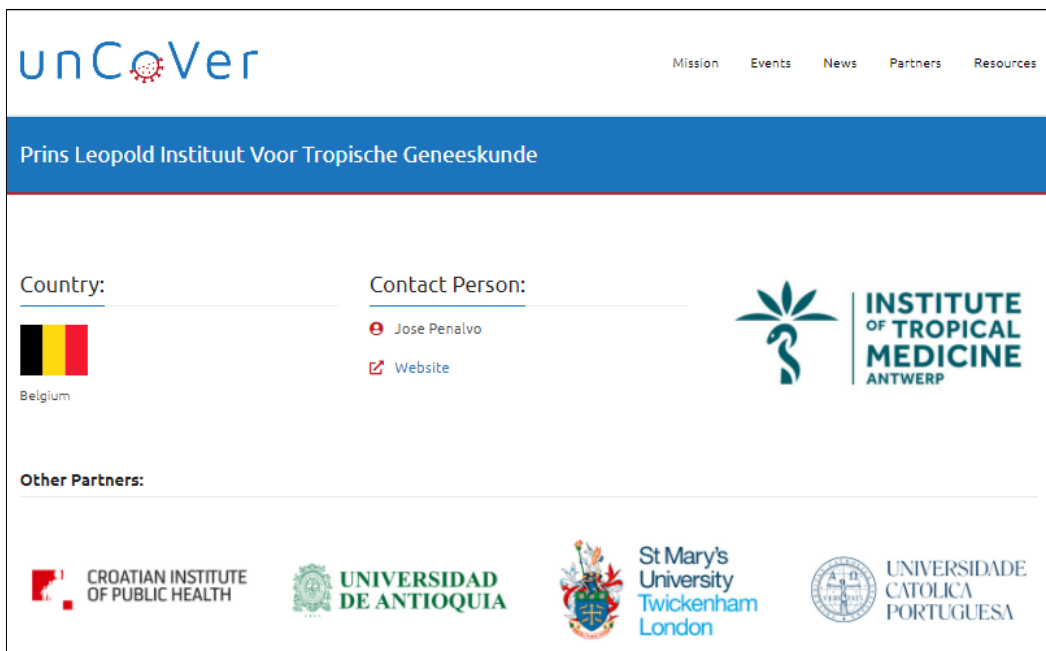 unCoVer
Mission Events News Partners Resources
Prins Leopold Instituut Voor Tropische Geneeskunde
Country:
Belgium
Contact Person:
Jose Penalvo
Website
INSTITUTE
OF TROPICAL
MEDICINE
ANTWERP
Other Partners:
CROATIAN INSTITUTE
OF PUBLIC HEALTH
UNIVERSIDAD
DE ANTIOQUIA
St Mary's
University
Twickenham
London
UNIVERSIDADE
CATOLICA
PORTUGUESA